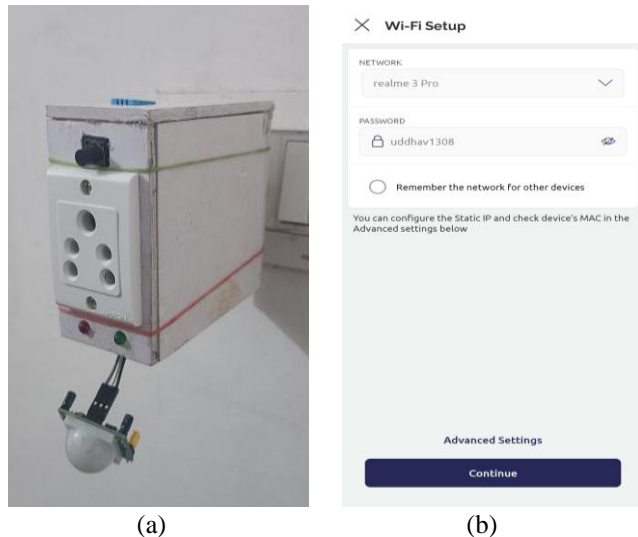 Wi-Fi Setup
NETWORK
realme 3 Pro
PASSWORD
uddhav1308
Remember the network for other devices
You can configure the Static IP and check device's MAC in the
Advanced settings below
Advanced Settings
Continue
(a)
(b)